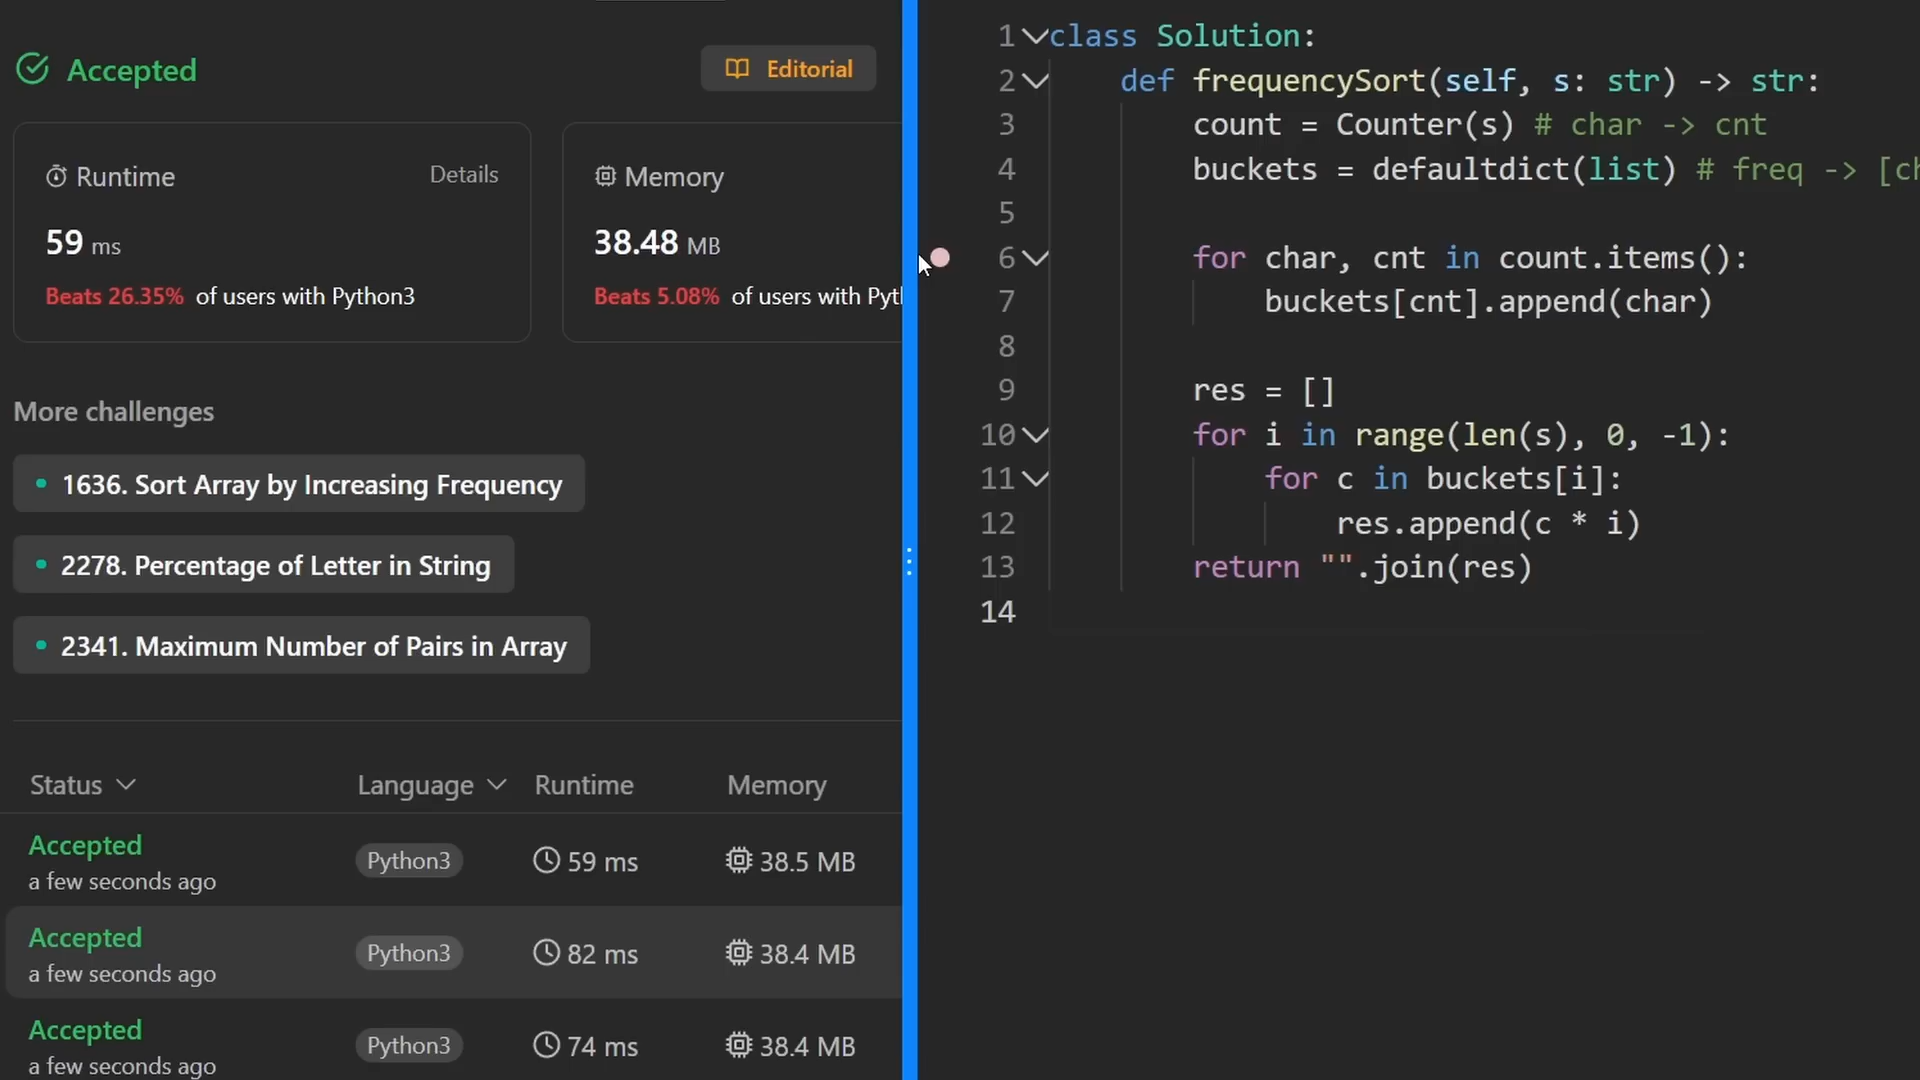 Accepted
Editorial
Runtime
Details
59 ms
Beats 26.35% of users with Python3
Memory
38.48 MB
Beats 5.08% of users with
More challenges
1636. Sort Array by Increasing Frequency
2278. Percentage of Letter in String
2341. Maximum Number of Pairs in Array
Status Language Runtime Memory
Accepted
a few seconds ago
Python3 59 ms 38.5 MB
Accepted
a few seconds ago
Python3 82 ms 38.4 MB
Accepted
a few seconds ago
Python3 74 ms 38.4 MB
1 class Solution:
2 def frequencySort(self, s: str) -> str:
3 count = Counter(s) # char -> cnt
4 buckets = defaultdict(list) # freq -> [
5
6 for char, cnt in count.items():
7 buckets[cnt].append(char)
8
9 res = []
10 for i in range(len(s), 0, -1):
11 for c in buckets[i]:
12 res.append(c * i)
13 return "".join(res)
14